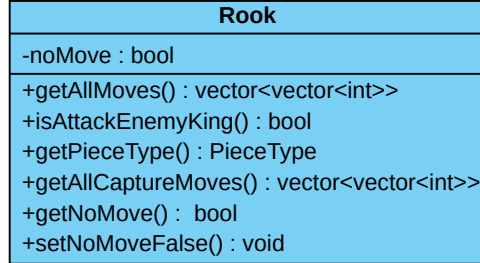 Rook
-noMove : bool
+getAllMoves() : vector<vector<int>>
+isAttackEnemyKing() : bool
+getPieceType() : PieceType
+getAllCaptureMoves() : vector<vector<int>>
+getNoMove() :  bool
+setNoMoveFalse() : void